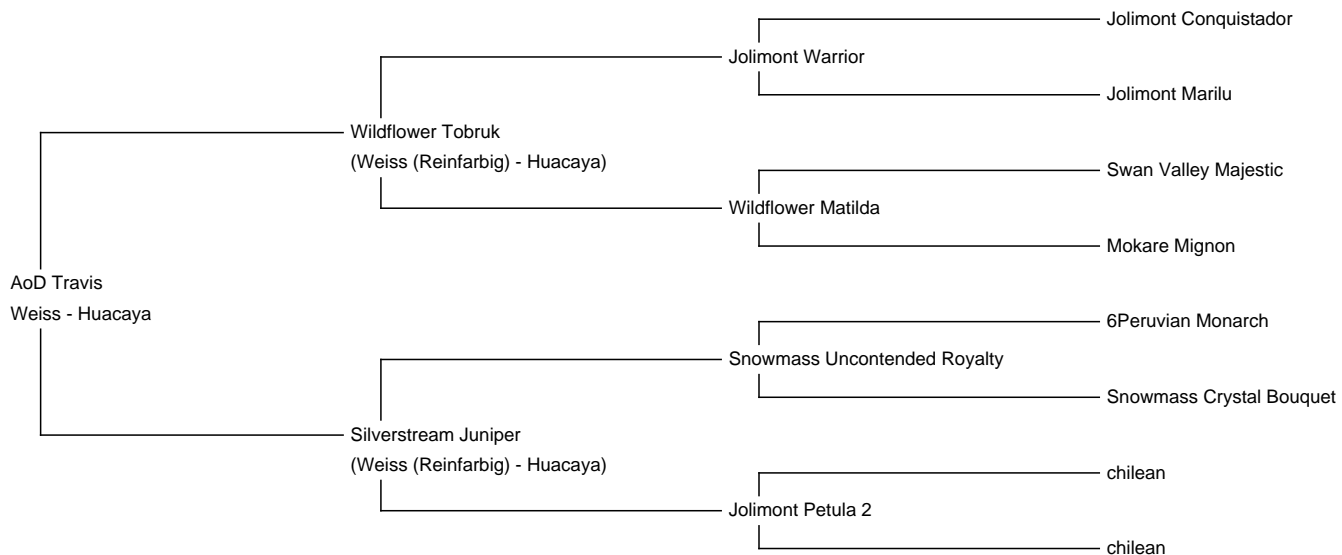 Jolimont Conquistador
Jolimont Warrior
Jolimont Marilu
Wildflower Tobruk
(Weiss (Reinfarbig) - Huacaya)
Swan Valley Majestic
Wildflower Matilda
Mokare Mignon
AoD Travis
Weiss - Huacaya
6Peruvian Monarch
Snowmass Uncontended Royalty
Snowmass Crystal Bouquet
Silverstream Juniper
(Weiss (Reinfarbig) - Huacaya)
chilean
Jolimont Petula 2
chilean